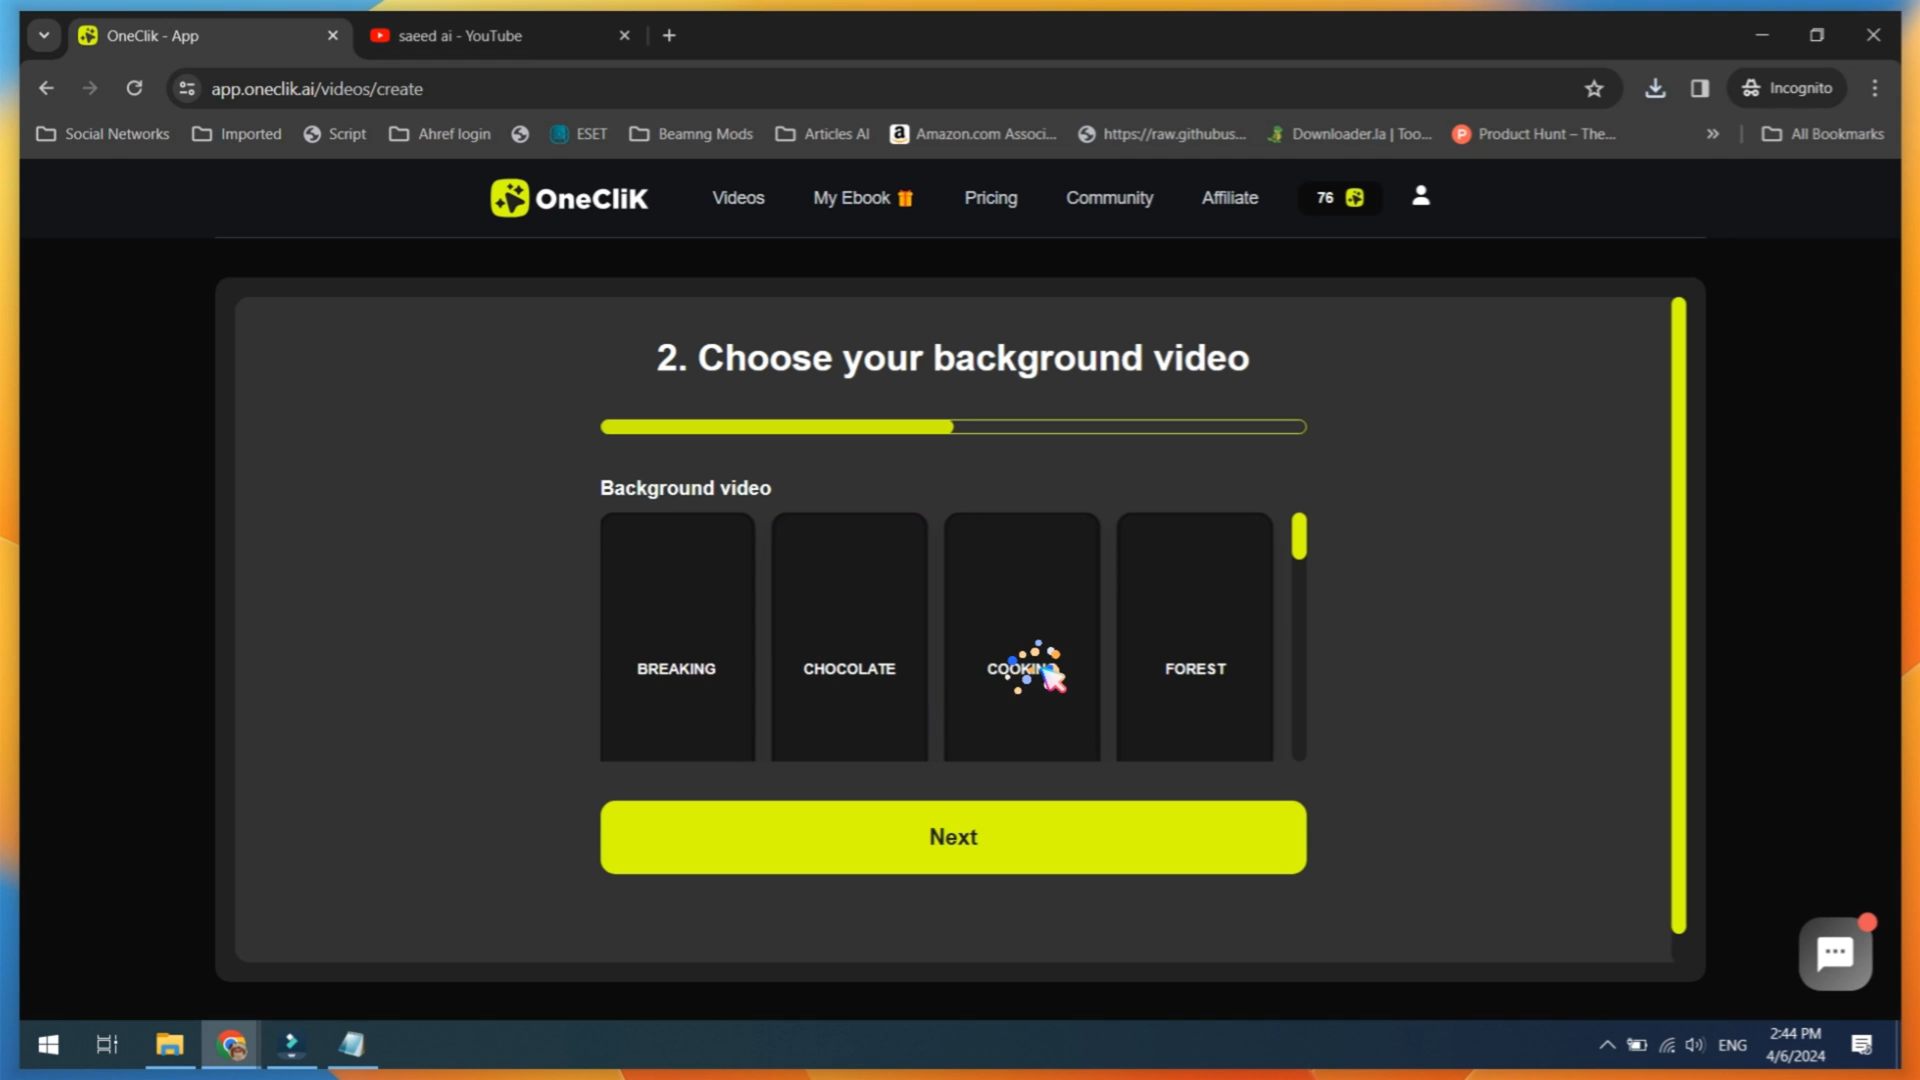 OneClik - App
saeed ai - YouTube
app.oneclik.ai/videos/create
Incognito
Social Networks
Imported
Script
Ahref login
ESET
Beamng Mods
Articles AI
Amazon.com Associ...
https://raw.githubus...
Downloader.la | Too...
Product Hunt – The...
All Bookmarks
OneCliK
Videos
My Ebook
Pricing
Community
Affiliate
76
2. Choose your background video
Background video
BREAKING
CHOCOLATE
COOKING
FOREST
Next
ENG
2:44 PM
4/6/2024